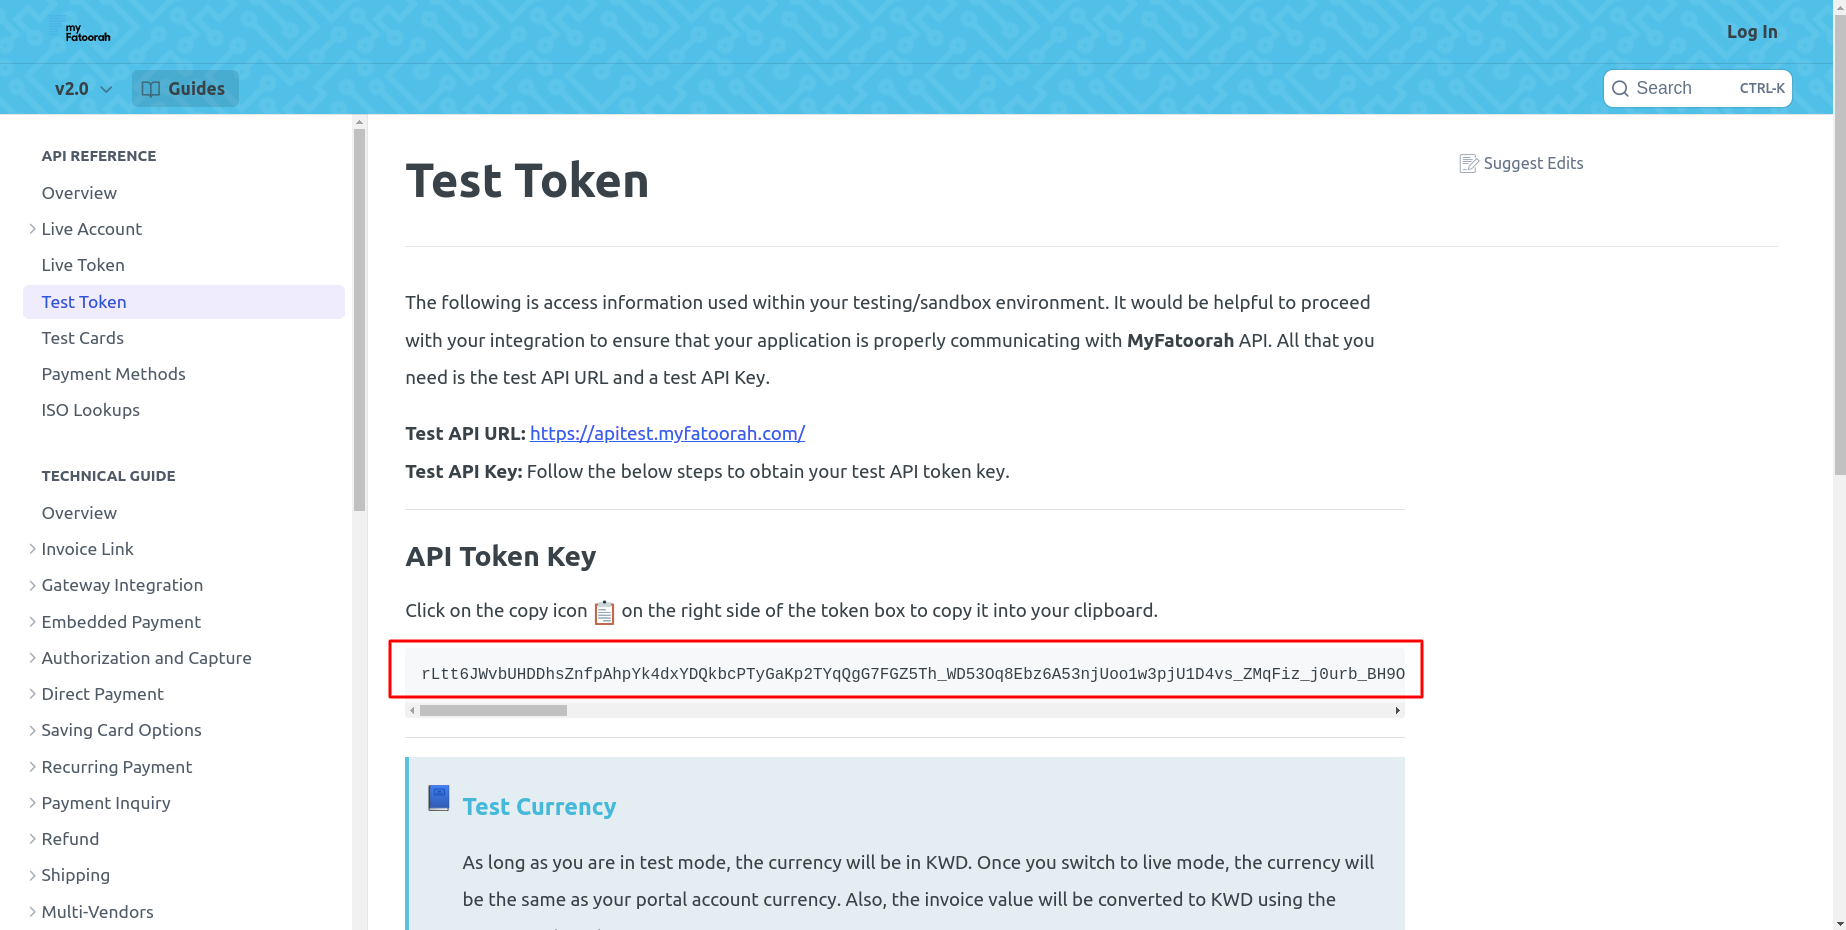 my
Fatoorah
Log In
v2.0
Guides
Search
CTRL-K
API REFERENCE
Overview
Live Account
Live Token
Test Token
Test Cards
Payment Methods
ISO Lookups
TECHNICAL GUIDE
Overview
Invoice Link
Gateway Integration
Embedded Payment
Authorization and Capture
Direct Payment
Saving Card Options
Recurring Payment
Payment Inquiry
Refund
Shipping
Multi-Vendors
Test Token
Suggest Edits
The following is access information used within your testing/sandbox environment. It would be helpful to proceed
with your integration to ensure that your application is properly communicating with MyFatoorah API. All that you
need is the test API URL and a test API Key.
Test API URL: https://apitest.myfatoorah.com/
Test API Key: Follow the below steps to obtain your test API token key.
API Token Key
Click on the copy icon 📋 on the right side of the token box to copy it into your clipboard.
rLtt6JWvbUHDDhsZnfpAhpYk4dxYDQkbcPTyGaKp2TYqQgG7FGZ5Th_WD53Oq8Ebz6A53njUoo1w3pjU1D4vs_ZMqFiz_j0urb_BH9O
Test Currency
As long as you are in test mode, the currency will be in KWD. Once you switch to live mode, the currency will
be the same as your portal account currency. Also, the invoice value will be converted to KWD using the